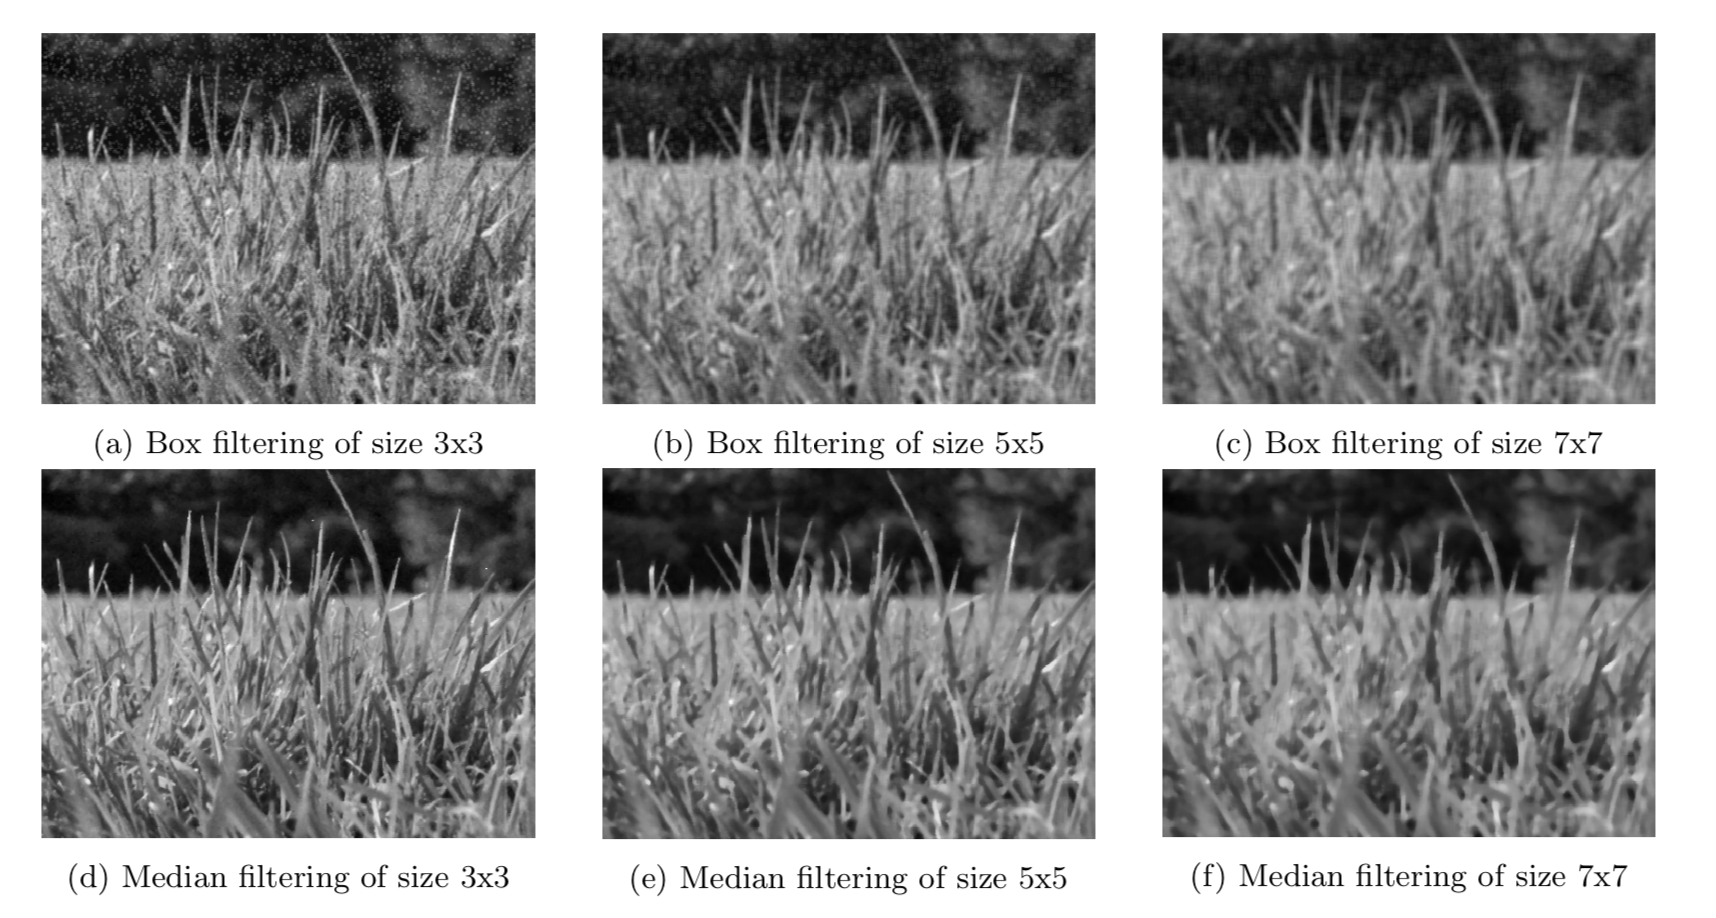 (a) Box filtering of size 3x3
(b) Box filtering of size 5x5
(c) Box filtering of size 7x7
(d) Median filtering of size 3x3
(e) Median filtering of size 5x5
(f) Median filtering of size 7x7